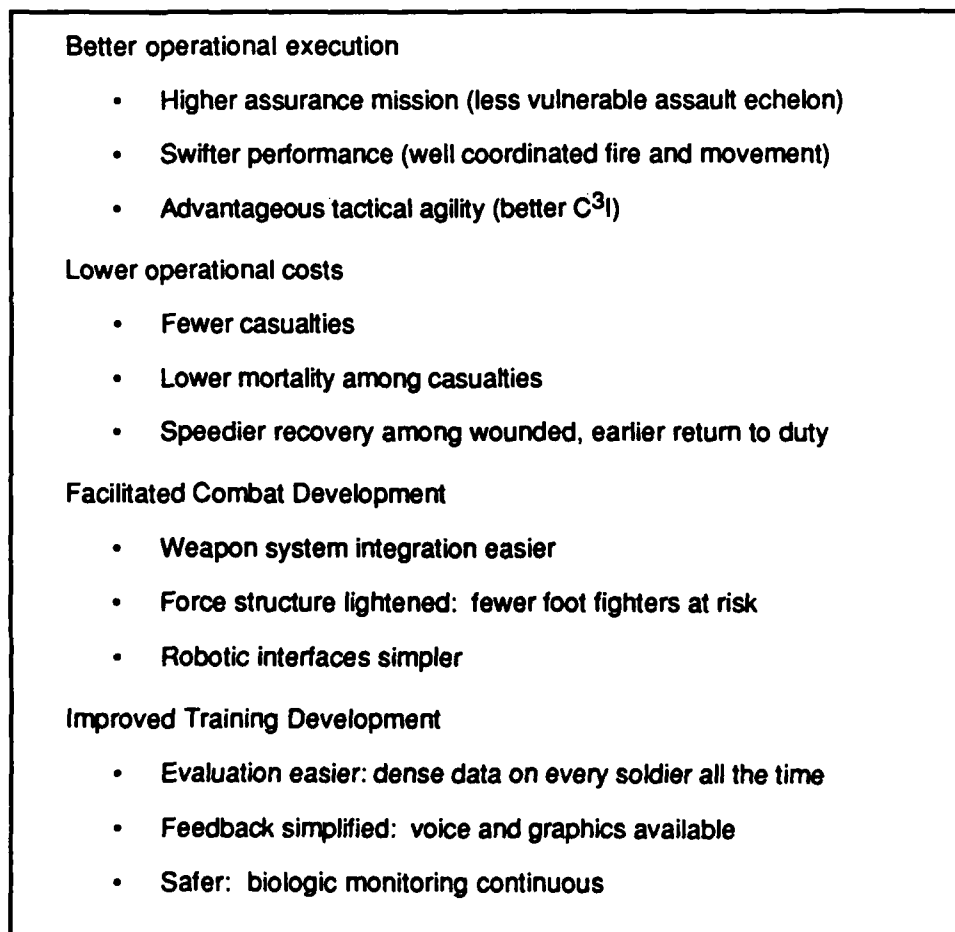 Better operational execution
• Higher assurance mission (less vulnerable assault echelon)
• Swifter performance (well coordinated fire and movement)
• Advantageous tactical agility (better C³I)
Lower operational costs
• Fewer casualties
• Lower mortality among casualties
• Speedier recovery among wounded, earlier return to duty
Facilitated Combat Development
• Weapon system integration easier
• Force structure lightened: fewer foot fighters at risk
• Robotic interfaces simpler
Improved Training Development
• Evaluation easier: dense data on every soldier all the time
• Feedback simplified: voice and graphics available
• Safer: biologic monitoring continuous